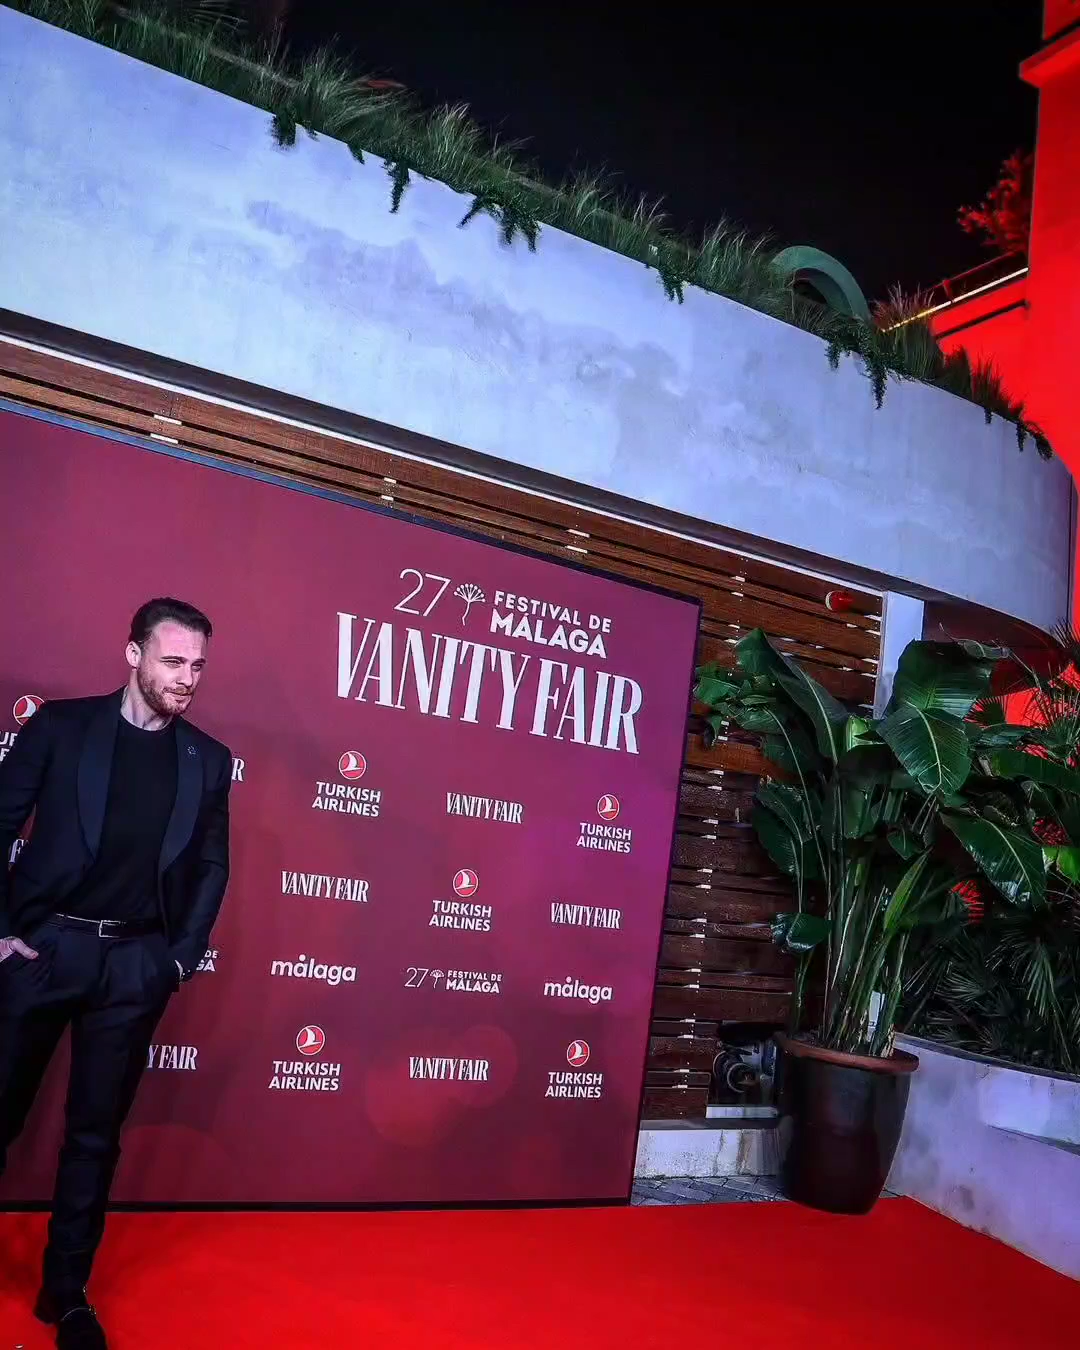 27 FESTIVAL DE
MÁLAGA
VANITY FAIR
TURKISH
AIRLINES
VANITY FAIR
TURKISH
AIRLINES
VANITY FAIR
TURKISH
AIRLINES
VANITY FAIR
málaga
27 FESTIVAL DE
MÁLAGA
málaga
Y FAIR
TURKISH
AIRLINES
VANITY FAIR
TURKISH
AIRLINES